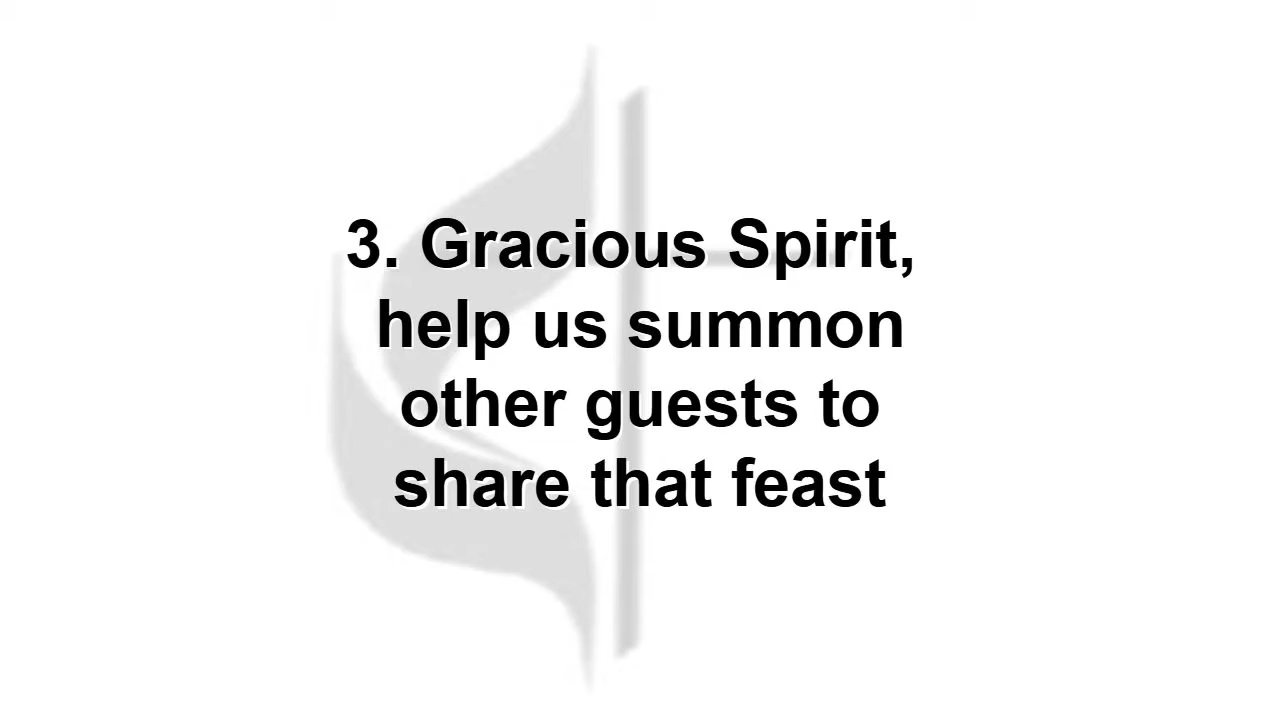 3. Gracious Spirit,
help us summon
other guests to
share that feast